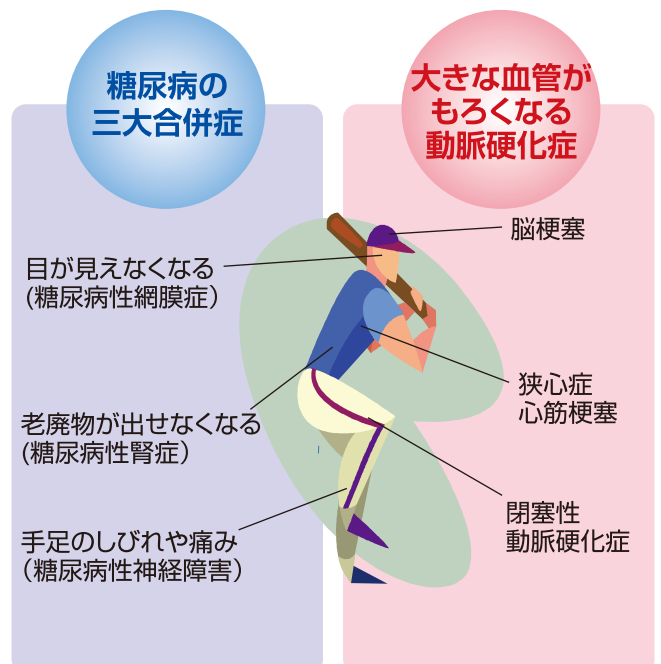 糖尿病の
三大合併症
目が見えなくなる
(糖尿病性網膜症)
老廃物が出せなくなる
(糖尿病性腎症)
手足のしびれや痛み
(糖尿病性神経障害)
大きな血管が
もろくなる
動脈硬化症
脳梗塞
狭心症
心筋梗塞
閉塞性
動脈硬化症